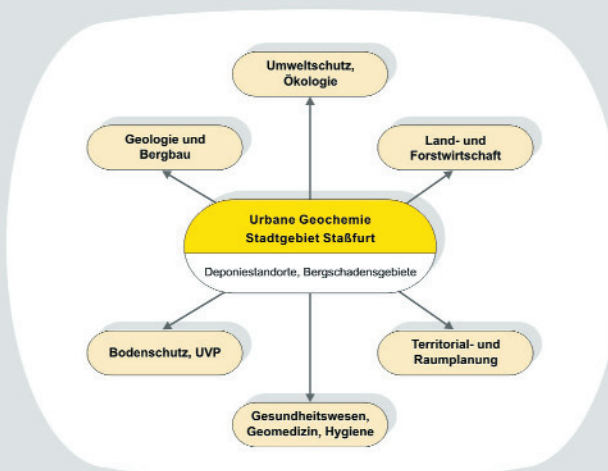 Umweltschutz,
Ökologie
Geologie und
Bergbau
Land- und
Forstwirtschaft
Urbane Geochemie
Stadtgebiet Staßfurt
Deponiestandorte, Bergschadensgebiete
Bodenschutz, UVP
Territorial- und
Raumplanung
Gesundheitswesen,
Geomedizin, Hygiene